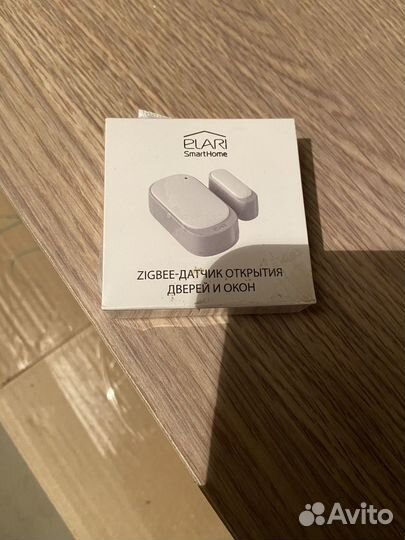 ELARI
SmartHome
ZIGBEE-ДАТЧИК ОТКРЫТИЯ
ДВЕРЕЙ И ОКОН
Avito